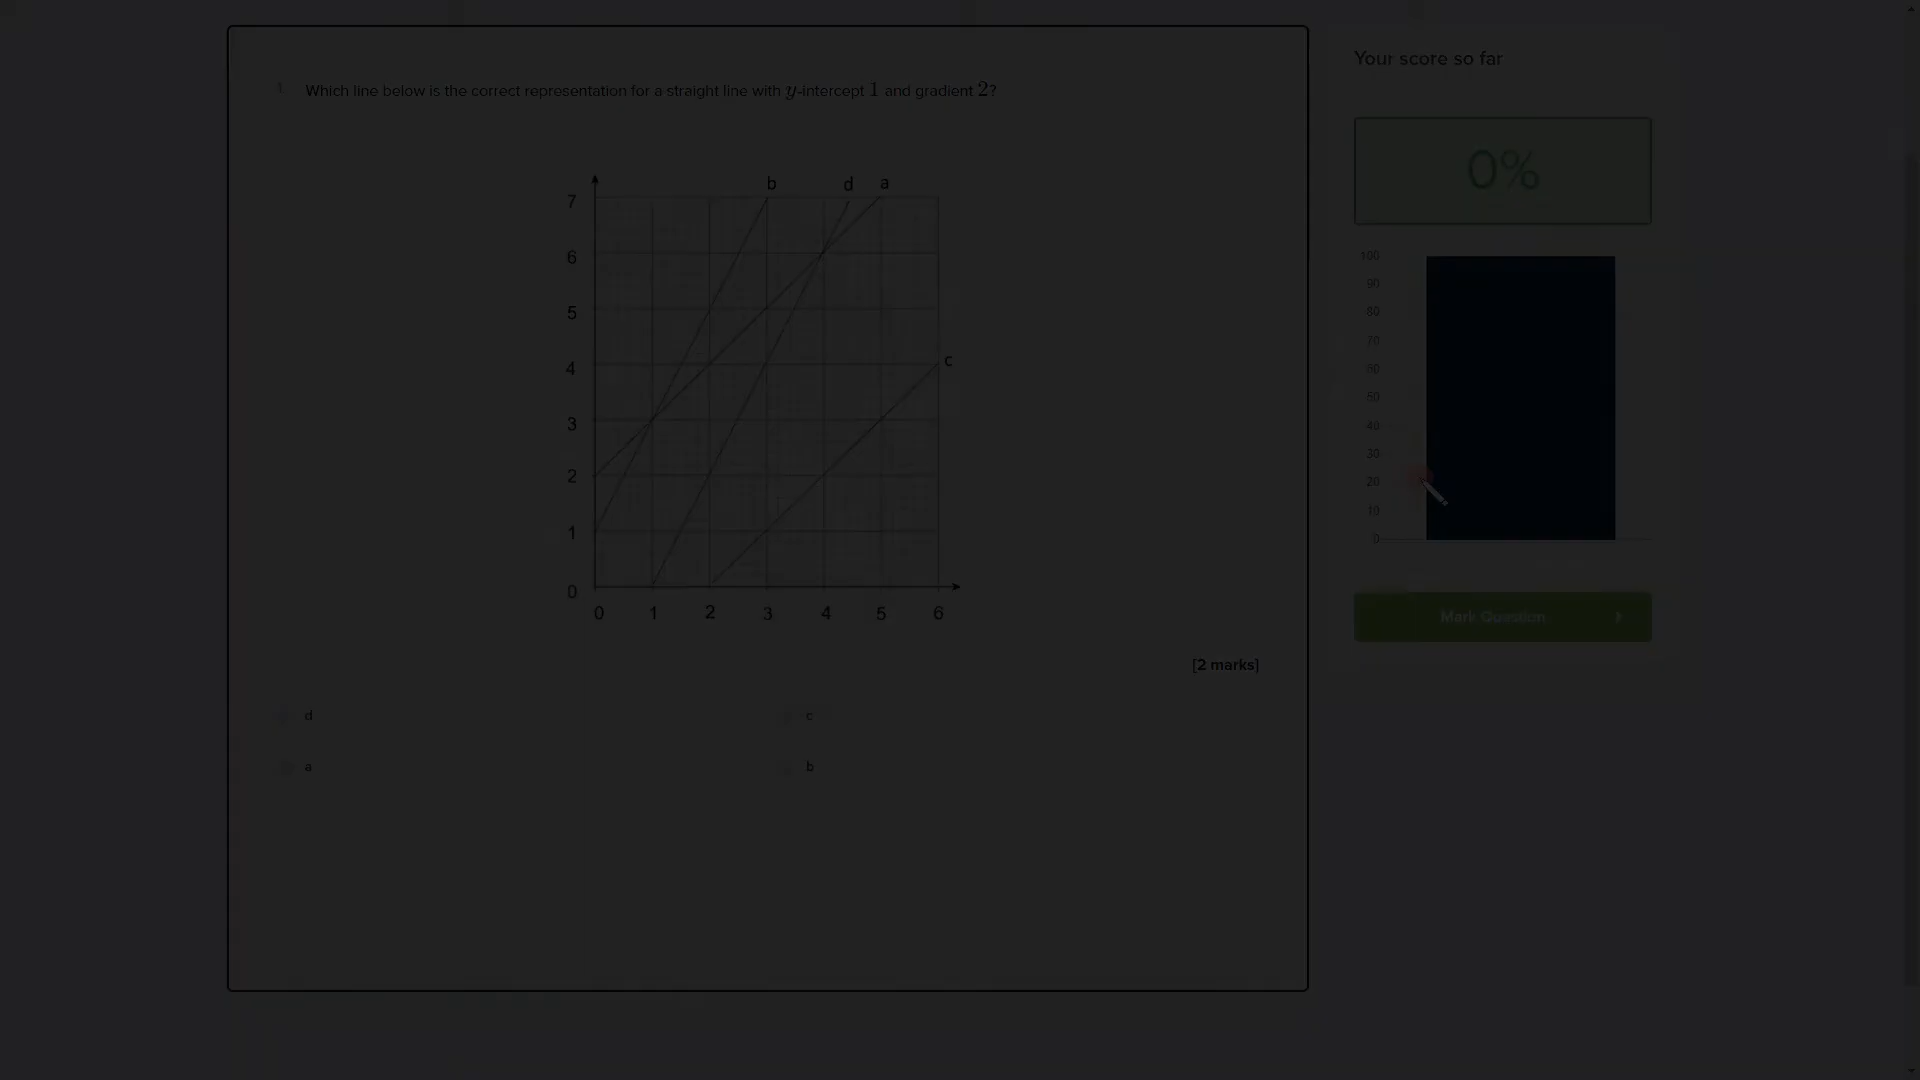 1 Which line below is the correct representation for a straight line with y-intercept 1 and gradient 2?
b d a
7
6
5
4
3
2
1
0
c
0 1 2 3 4 5 6
[2 marks]
d c
a b
Your score so far
0%
100
90
80
70
60
50
40
30
20
10
0
Mark Question